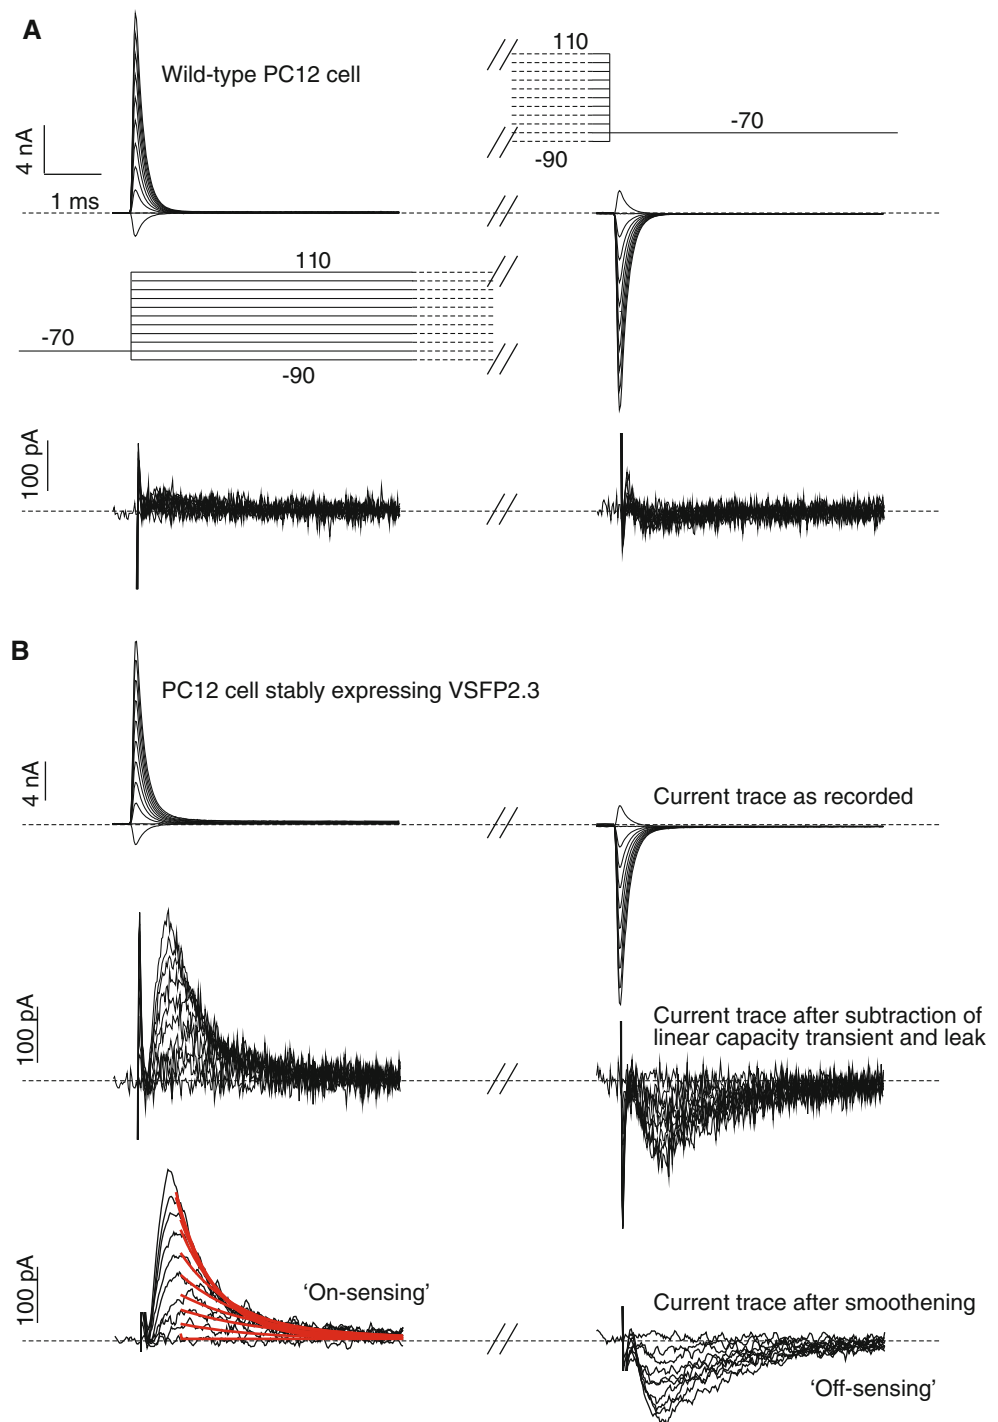 A
Wild-type PC12 cell
110
-70
-90
4 nA
1 ms
110
-70
-90
100 pA
B
PC12 cell stably expressing VSFP2.3
4 nA
Current trace as recorded
100 pA
Current trace after subtraction of
linear capacity transient and leak
100 pA
'On-sensing'
Current trace after smoothening
'Off-sensing'